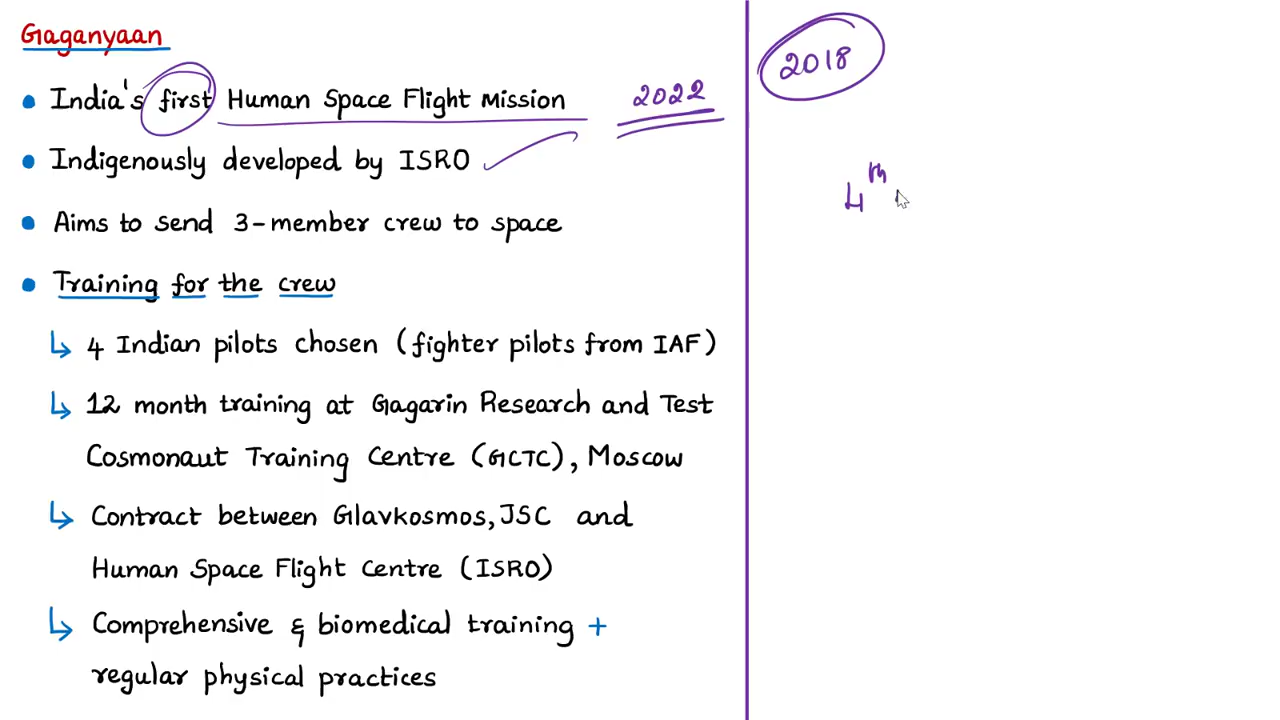 Gaganyaan
India's first Human Space Flight Mission 2022
Indigenously developed by ISRO
Aims to send 3-member crew to space
Training for the crew
4 Indian pilots chosen (fighter pilots from IAF)
12 month training at Gagarin Research and Test
Cosmonaut Training Centre (GCTC), Moscow
Contract between Glavkosmos, JSC and
Human Space Flight Centre (ISRO)
Comprehensive & biomedical training +
regular physical practices
2018
4th